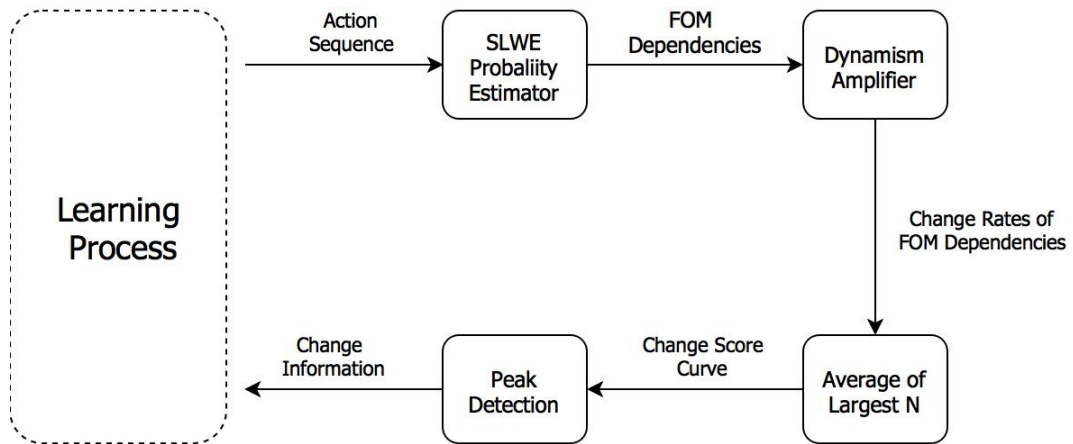 Learning
Process
Action
Sequence
SLWE
Probaliity
Estimator
FOM
Dependencies
Dynamism
Amplifier
Change Rates of
FOM Dependencies
Average of
Largest N
Change Score
Curve
Peak
Detection
Change
Information